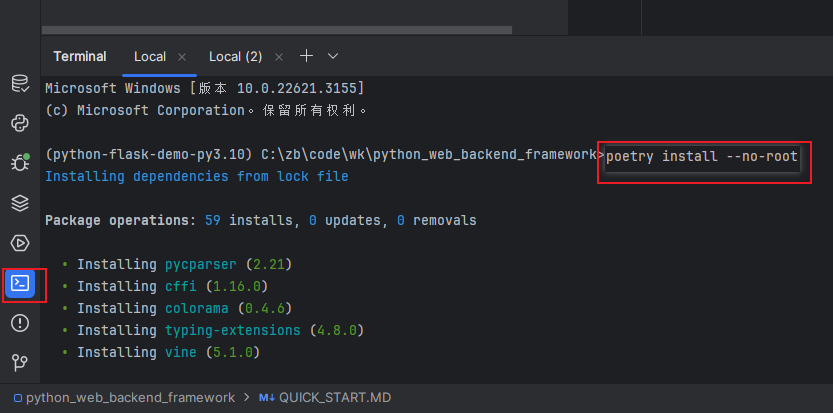 Terminal Local × Local (2) ×
Microsoft Windows [版本 10.0.22621.3155]
(c) Microsoft Corporation。保留所有权利。
(python-flask-demo-py3.10) C:\zb\code\wk\python_web_backend_framework>poetry install --no-root
Installing dependencies from lock file
Package operations: 59 installs, 0 updates, 0 removals
• Installing pycparser (2.21)
• Installing cffi (1.16.0)
• Installing colorama (0.4.6)
• Installing typing-extensions (4.8.0)
• Installing vine (5.1.0)
python_web_backend_framework > M↓ QUICK_START.MD